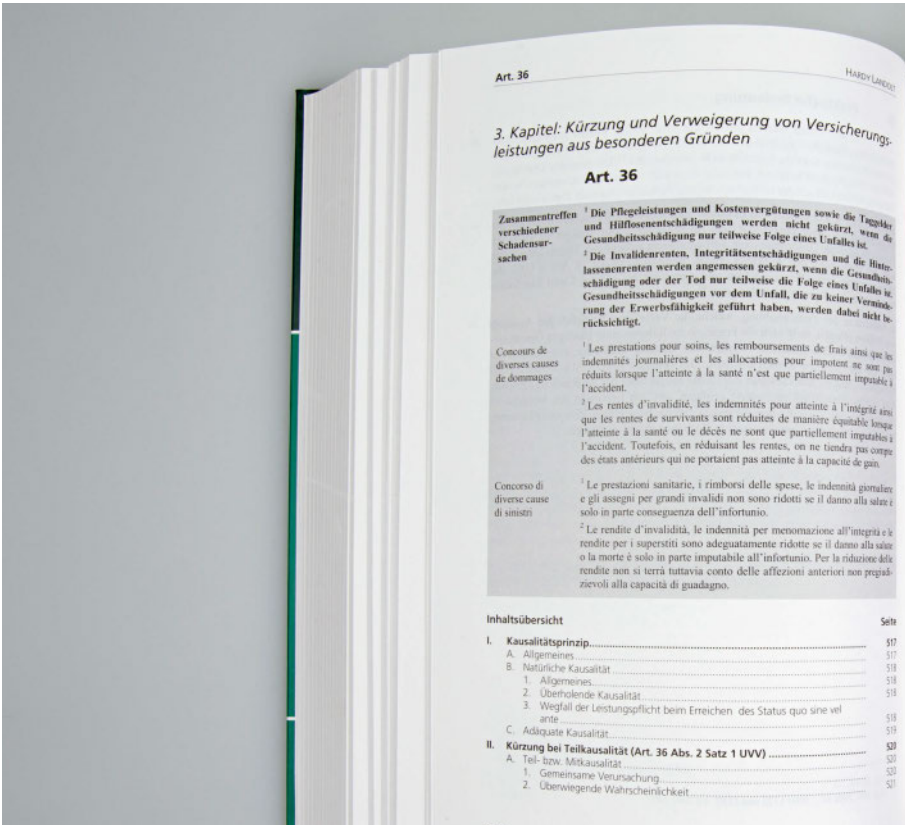 Art. 36
HARDY LANDOLT
3. Kapitel: Kürzung und Verweigerung von Versicherungs-
leistungen aus besonderen Gründen
Art. 36
Zusammentreffen
verschiedener
Schadensur-
sachen
1 Die Pflegeleistungen und Kostenvergütungen sowie die Taggelder
und Hilflosenentschädigungen werden nicht gekürzt, wenn die
Gesundheitsschädigung nur teilweise Folge eines Unfalles ist.
2 Die Invalidenrenten, Integritätsentschädigungen und die Hinter-
lassenenrenten werden angemessen gekürzt, wenn die Gesundheits-
schädigung oder der Tod nur teilweise die Folge eines Unfalles ist.
Gesundheitsschädigungen vor dem Unfall, die zu keiner Vermind-
erung der Erwerbsfähigkeit geführt haben, werden dabei nicht be-
rücksichtigt.
Concours de
diverses causes
de dommages
1 Les prestations pour soins, les remboursements de frais ainsi que les
indemnités journalières et les allocations pour impotent ne sont pas
réduits lorsque l'atteinte à la santé n'est que partiellement imputable à
l'accident.
2 Les rentes d'invalidité, les indemnités pour atteinte à l'intégrité ainsi
que les rentes de survivants sont réduites de manière équitable lorsque
l'atteinte à la santé ou le décès ne sont que partiellement imputables à
l'accident. Toutefois, en réduisant les rentes, on ne tiendra pas compte
des états antérieurs qui ne portaient pas atteinte à la capacité de gain.
Concorso di
diverse cause
di sinistri
1 Le prestazioni sanitarie, i rimborsi delle spese, le indennità giornaliere
e gli assegni per grandi invalidi non sono ridotti se il danno alla salute è
solo in parte conseguenza dell'infortunio.
2 Le rendite d'invalidità, le indennità per menomazione all'integrità e le
rendite per i superstiti sono adeguatamente ridotte se il danno alla salute
o la morte è solo in parte imputabile all'infortunio. Per la riduzione delle
rendite non si terrà tuttavia conto delle affezioni anteriori non pregiudi-
zievoli alla capacità di guadagno.
Inhaltsübersicht Seite
I. Kausalitätsprinzip 517
A. Allgemeines 517
B. Natürliche Kausalität 518
1. Allgemeines 518
2. Überholende Kausalität 518
3. Wegfall der Leistungspflicht beim Erreichen des Status quo sine vel
ante 518
C. Adäquate Kausalität 519
II. Kürzung bei Teilkausalität (Art. 36 Abs. 2 Satz 1 UVV) 520
A. Teil- bzw. Mitkausalität 520
1. Gemeinsame Verursachung 520
2. Überwiegende Wahrscheinlichkeit 521